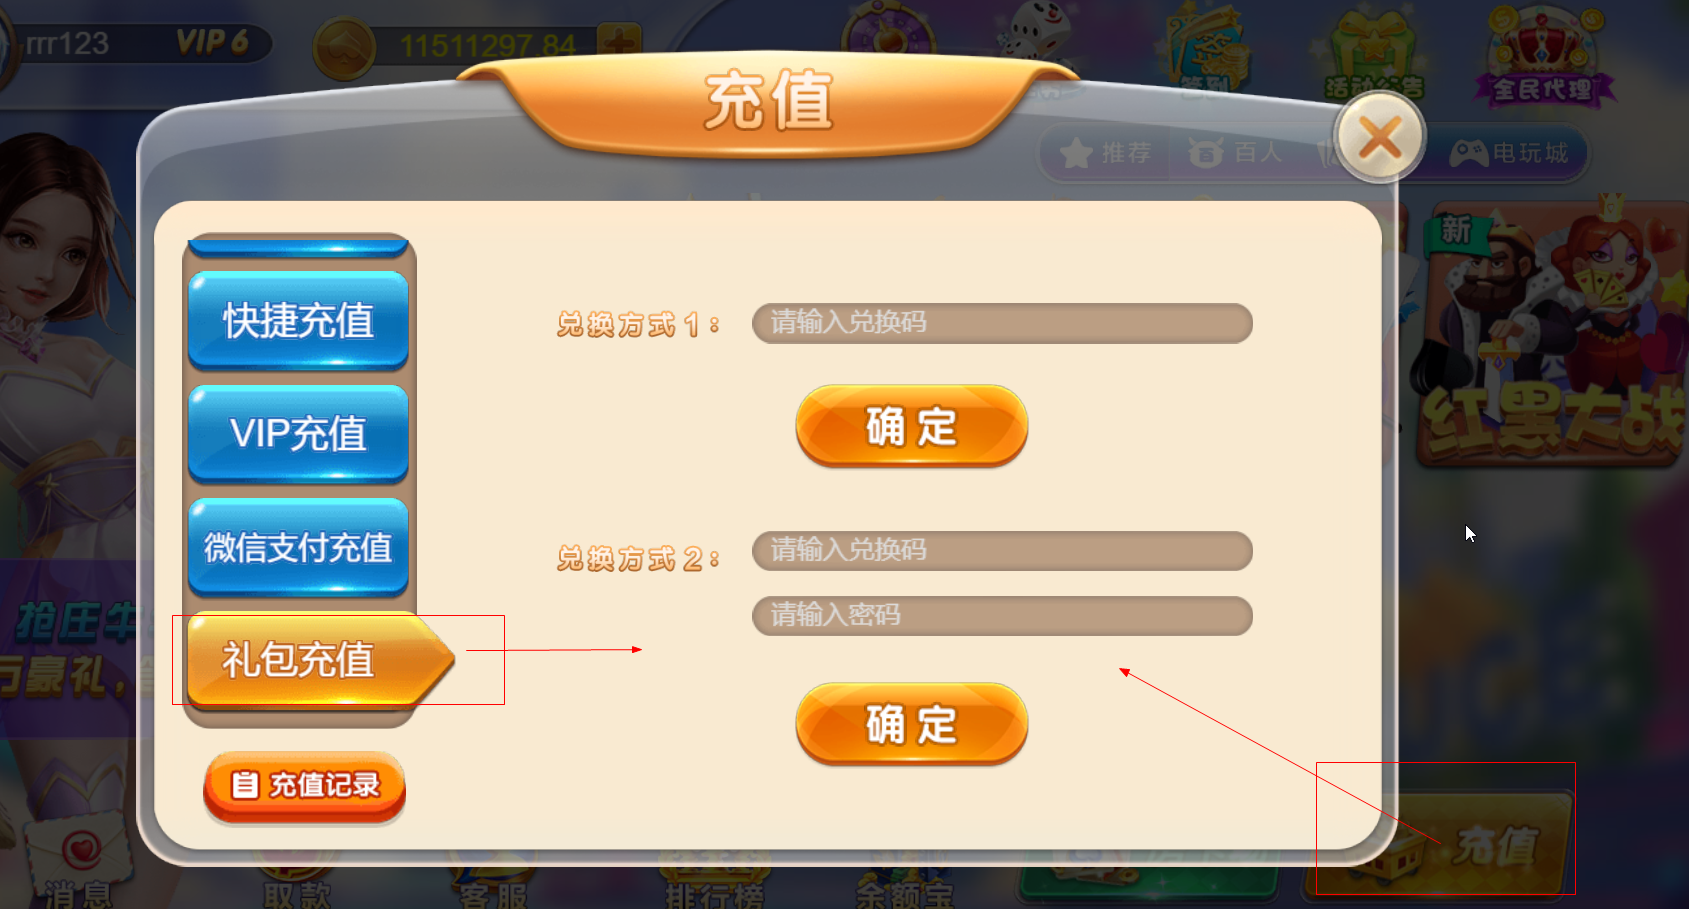 rrr123
VIP 6
11511297.84
充值
签到
活动公告
全民代理
推荐
百人
电玩城
新
红黑大战
快捷充值
VIP充值
微信支付充值
礼包充值
充值记录
兑换方式1：
请输入兑换码
确定
兑换方式2：
请输入兑换码
请输入密码
确定
抢庄牛
万豪礼，
消息
取款
客服
排行榜
余额宝
充值